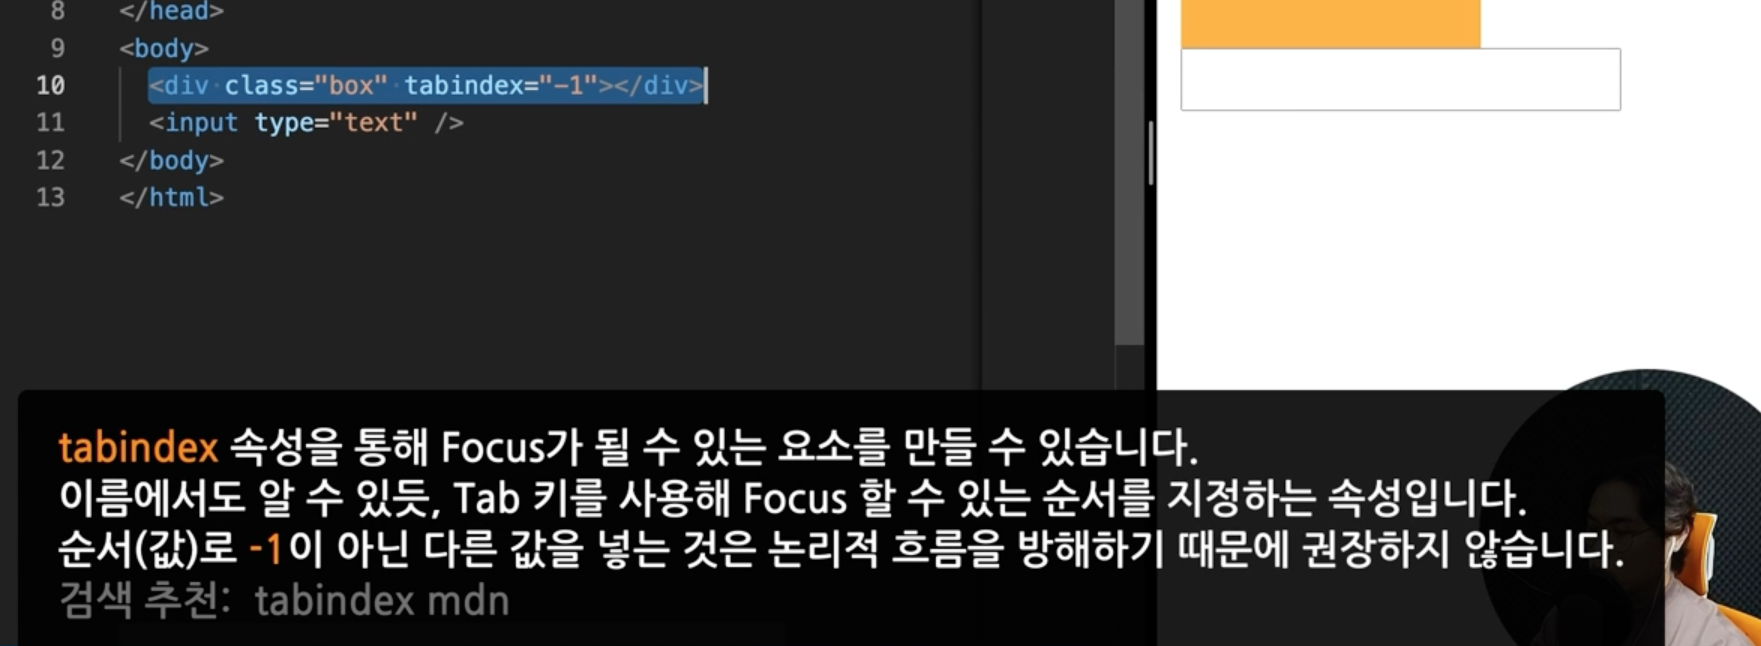 8 </head>
9 <body>
10 <div class="box" tabindex="-1"></div>
11 <input type="text" />
12 </body>
13 </html>
tabindex 속성을 통해 Focus가 될 수 있는 요소를 만들 수 있습니다.
이름에서도 알 수 있듯, Tab 키를 사용해 Focus 할 수 있는 순서를 지정하는 속성입니다.
순서(값)로 -1이 아닌 다른 값을 넣는 것은 논리적 흐름을 방해하기 때문에 권장하지 않습니다.
검색 추천: tabindex mdn